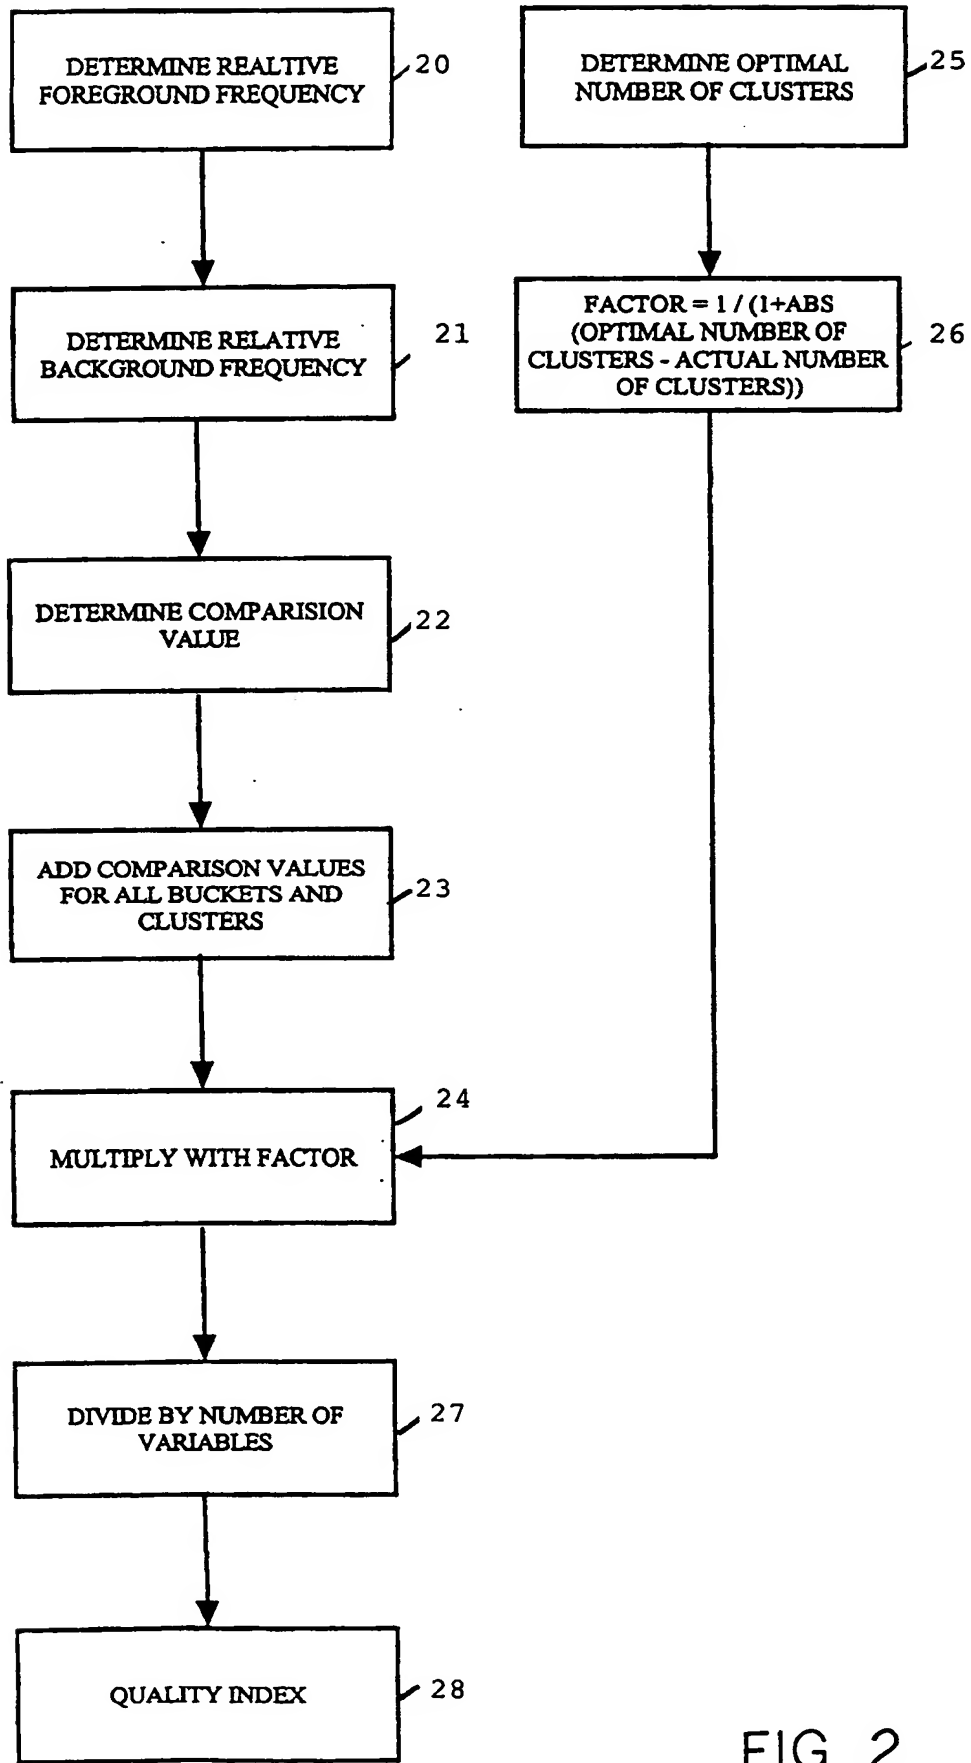 DETERMINE REALTIVE
FOREGROUND FREQUENCY
20
DETERMINE RELATIVE
BACKGROUND FREQUENCY
21
DETERMINE COMPARISION
VALUE
22
ADD COMPARISON VALUES
FOR ALL BUCKETS AND
CLUSTERS
23
DETERMINE OPTIMAL
NUMBER OF CLUSTERS
25
FACTOR = 1 / (1+ABS
(OPTIMAL NUMBER OF
CLUSTERS - ACTUAL NUMBER
OF CLUSTERS))
26
MULTIPLY WITH FACTOR
24
DIVIDE BY NUMBER OF
VARIABLES
27
QUALITY INDEX
28
FIG. 2